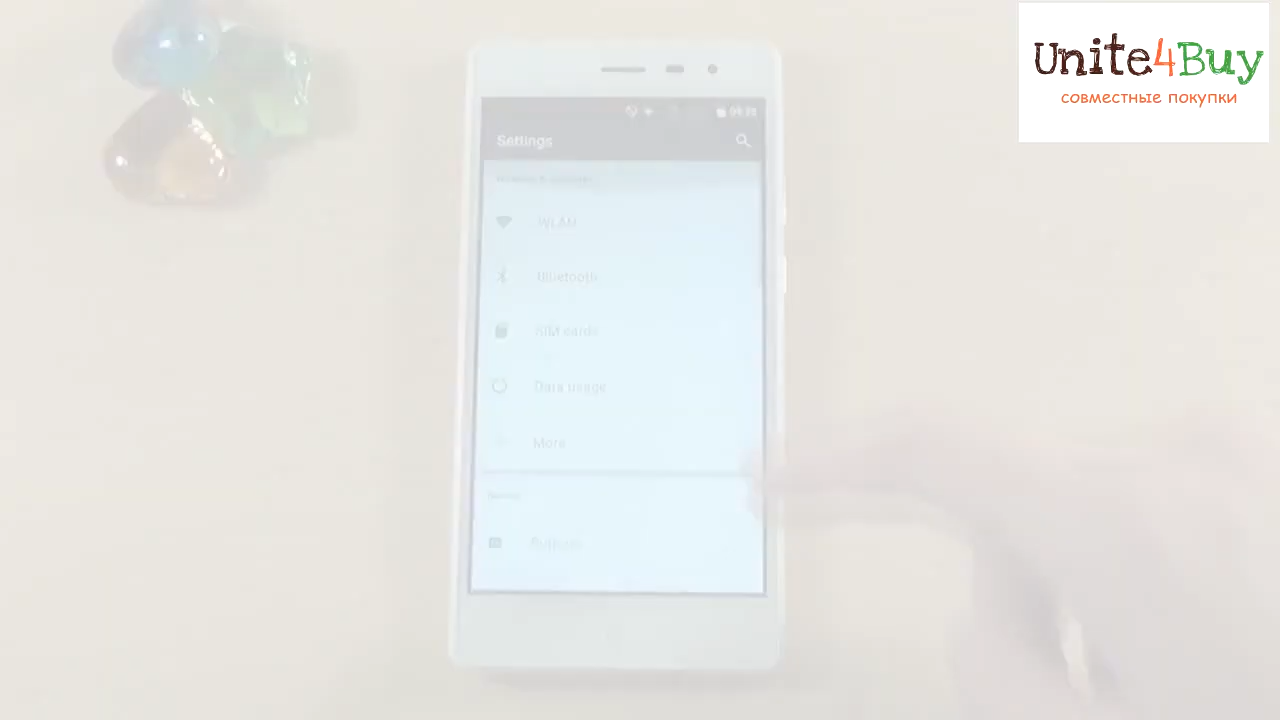 Unite4Buy
совместные покупки
Settings
WLAN
Bluetooth
SIM cards
Data usage
More